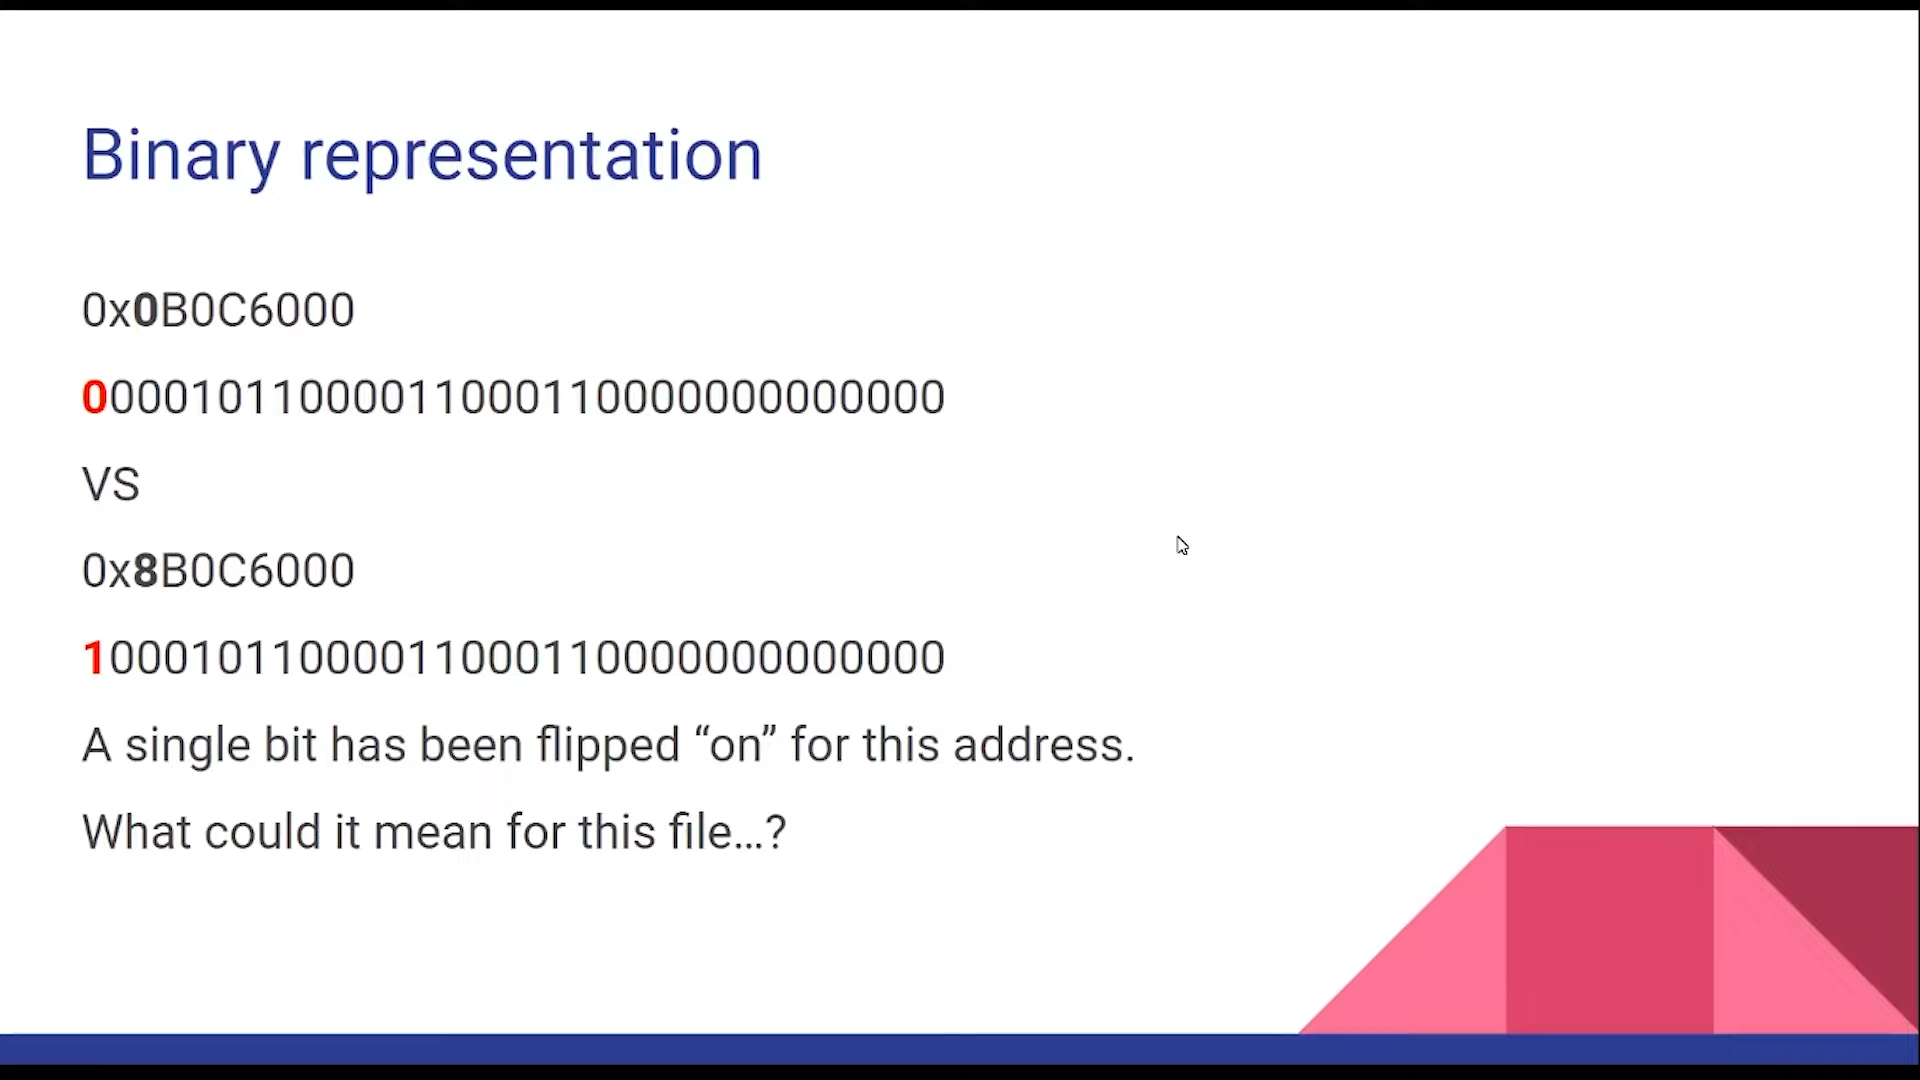 Binary representation
0x0B0C6000
00001011000011000110000000000000
VS
0x8B0C6000
10001011000011000110000000000000
A single bit has been flipped “on” for this address.
What could it mean for this file…?